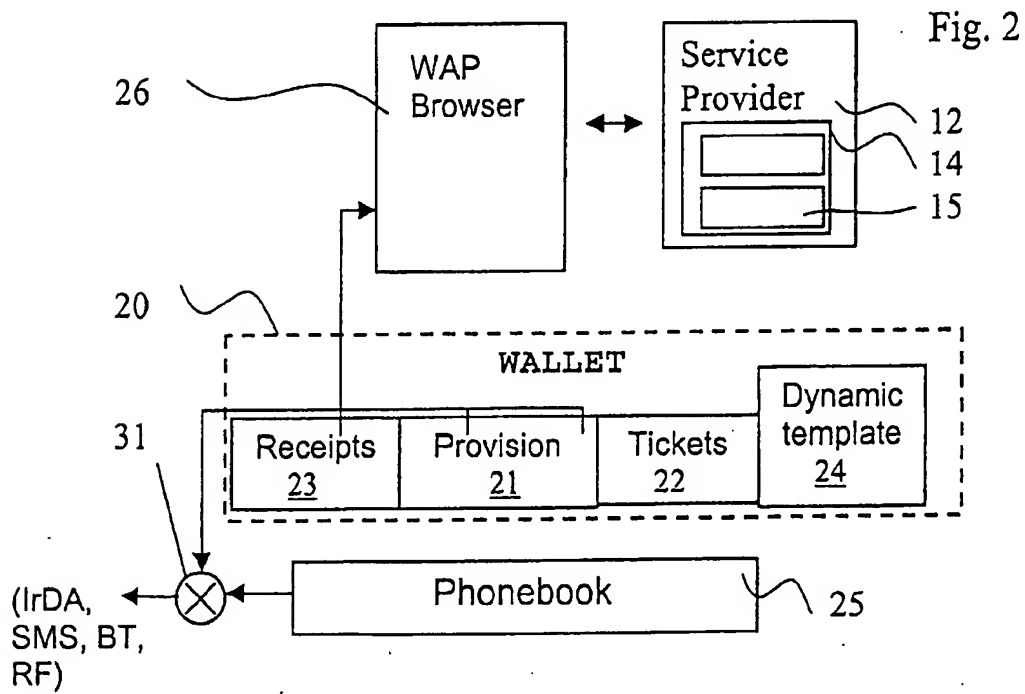 Fig. 2
WAP
Browser
Service
Provider
26
12
14
15
20
WALLET
Dynamic
template
24
31
Receipts
23
Provision
21
Tickets
22
(IrDA,
SMS, BT,
RF)
Phonebook
25